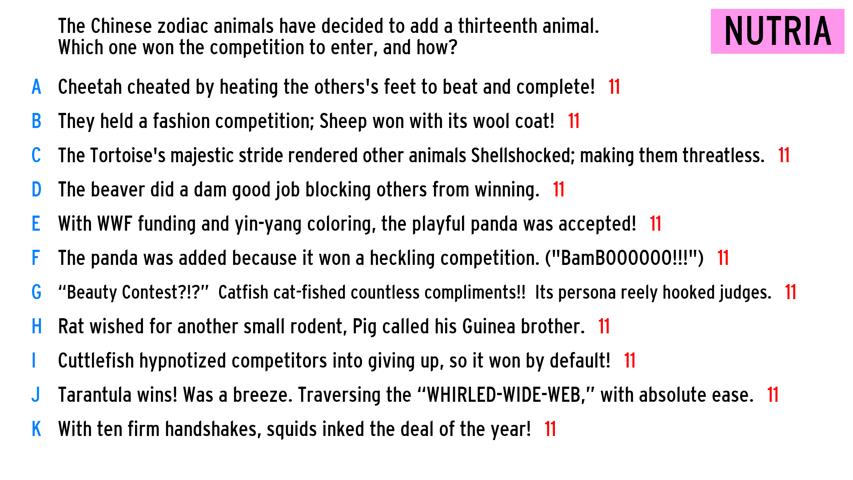 The Chinese zodiac animals have decided to add a thirteenth animal.
Which one won the competition to enter, and how?
NUTRIA
A Cheetah cheated by heating the others's feet to beat and complete! 11
B They held a fashion competition; Sheep won with its wool coat! 11
C The Tortoise's majestic stride rendered other animals Shellshocked; making them threatless. 11
D The beaver did a dam good job blocking others from winning. 11
E With WWF funding and yin-yang coloring, the playful panda was accepted! 11
F The panda was added because it won a heckling competition. ("BamBOOOOOO!!!") 11
G “Beauty Contest?!?” Catfish cat-fished countless compliments!! Its persona reely hooked judges. 11
H Rat wished for another small rodent, Pig called his Guinea brother. 11
I Cuttlefish hypnotized competitors into giving up, so it won by default! 11
J Tarantula wins! Was a breeze. Traversing the “WHIRLED-WIDE-WEB,” with absolute ease. 11
K With ten firm handshakes, squids inked the deal of the year! 11